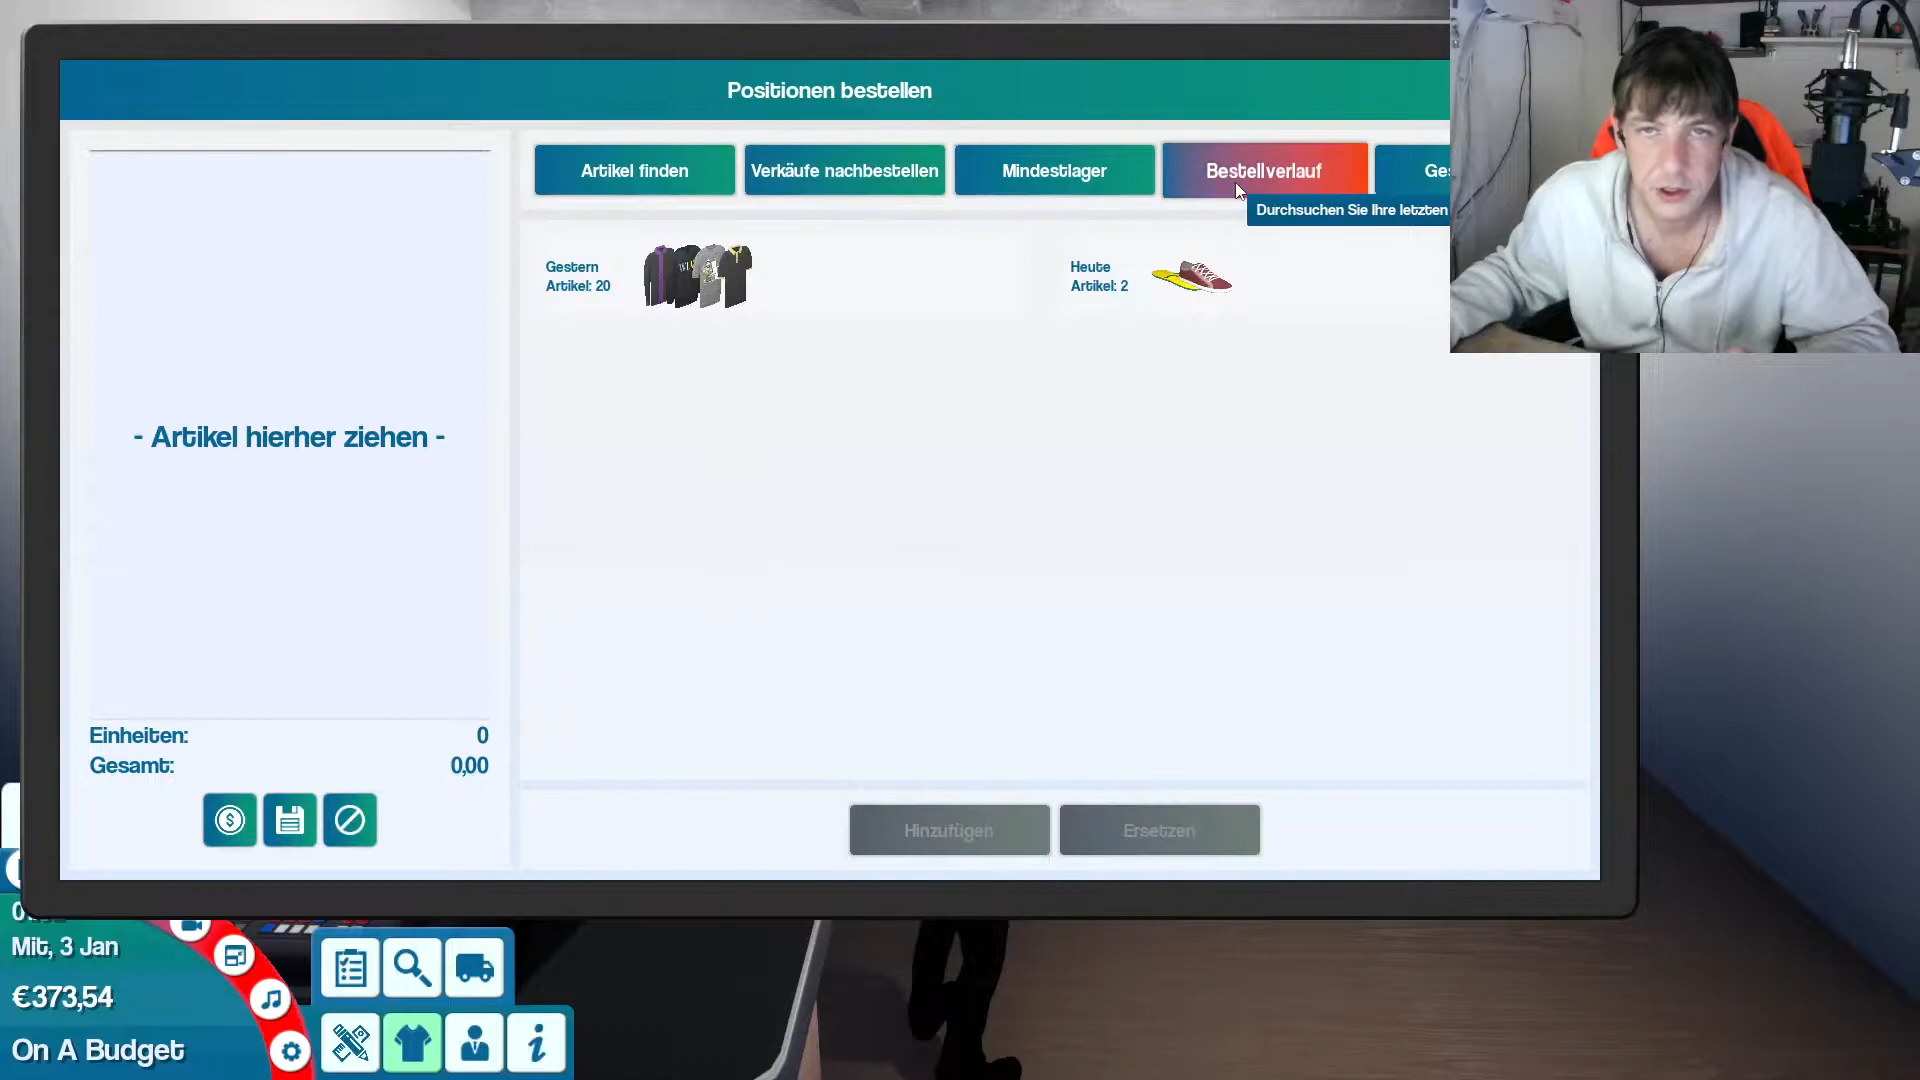 Positionen bestellen
Artikel finden
Verkäufe nachbestellen
Mindestlager
Bestellverlauf
Durchsuchen Sie Ihre letzten
Gestern
Artikel: 20
Heute
Artikel: 2
- Artikel hierher ziehen -
Einheiten: 0
Gesamt: 0,00
Hinzufügen
Ersetzen
Mit, 3 Jan
€373,54
On A Budget